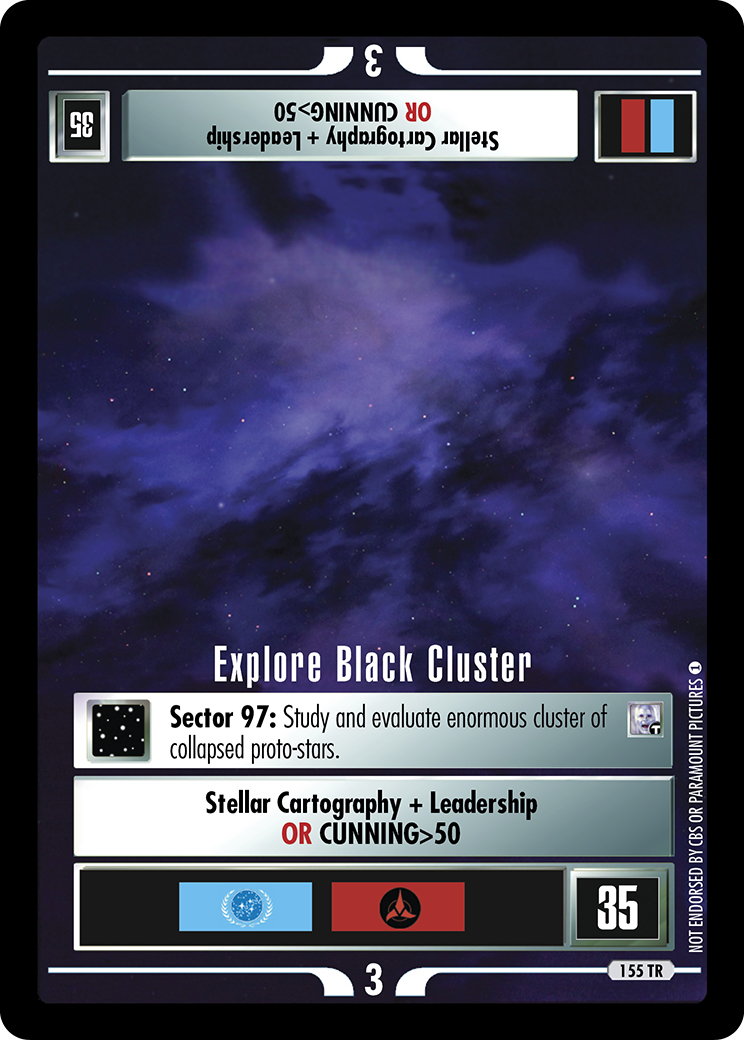 3
35
Stellar Cartography + Leadership
OR CUNNING>50
Explore Black Cluster
Sector 97: Study and evaluate enormous cluster of
collapsed proto-stars.
T
Stellar Cartography + Leadership
OR CUNNING>50
35
3
155 TR
NOT ENDORSED BY CBS OR PARAMOUNT PICTURES 1